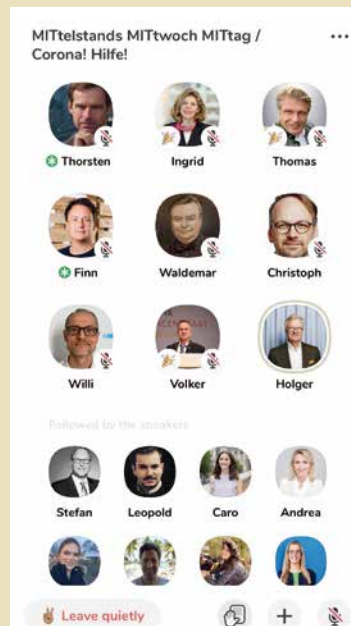 MITtelstands MITtwoch MITtag /
Corona! Hilfe!
Thorsten Ingrid Thomas
Finn Waldemar Christoph
Willi Volker Holger
Followed by the speakers
Stefan Leopold Caro Andrea
Leave quietly